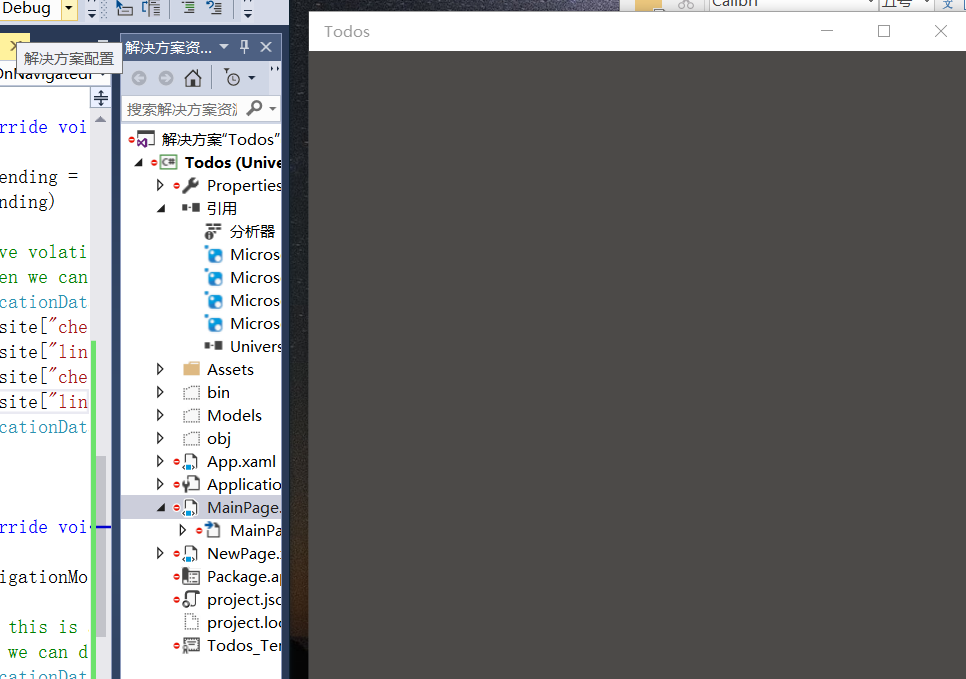 Debug
解决方案配置
rride voi
ending =
nding)
ve volati
en we can
cationDat
site["che
site["lin
site["che
site["lin
cationDat
rride voi
igationMo
this is
we can d
cationDat
解决方案资...
搜索解决方案资
解决方案"Todos"
Todos (Unive
Properties
引用
分析器
Micros
Micros
Micros
Micros
Univers
Assets
bin
Models
obj
App.xaml
Applicatio
MainPage.
MainPa
NewPage.
Package.a
project.jso
project.loc
Todos_Te
Calibri
五号
Todos